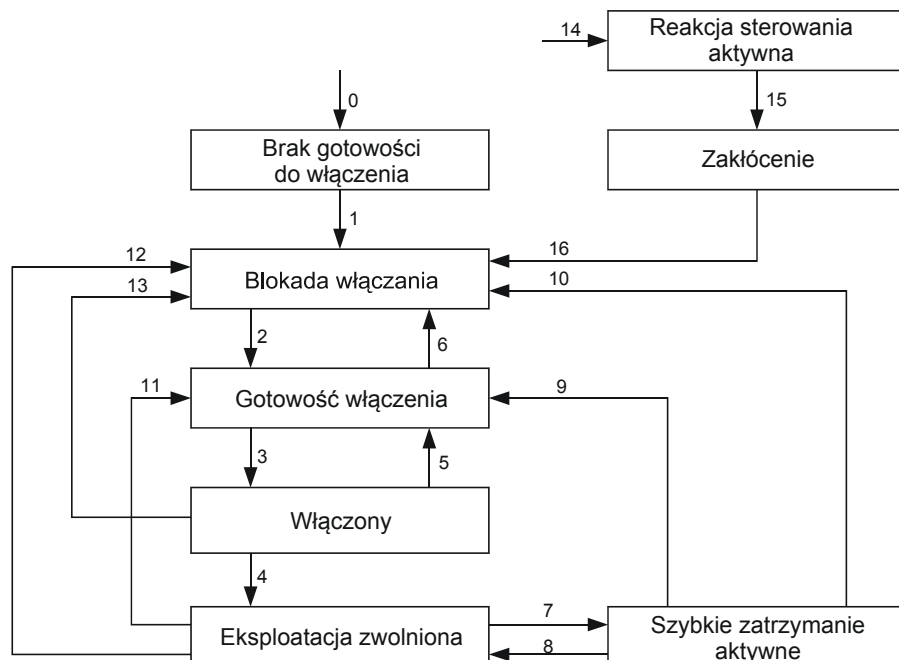 14
Reakcja sterowania
aktywna
15
0
Brak gotowości
do włączenia
Zakłócenie
1
12
16
Blokada włączania
13
10
2
6
11
9
Gotowość włączenia
3
5
Włączony
4
7
Eksploatacja zwolniona
8
Szybkie zatrzymanie
aktywne